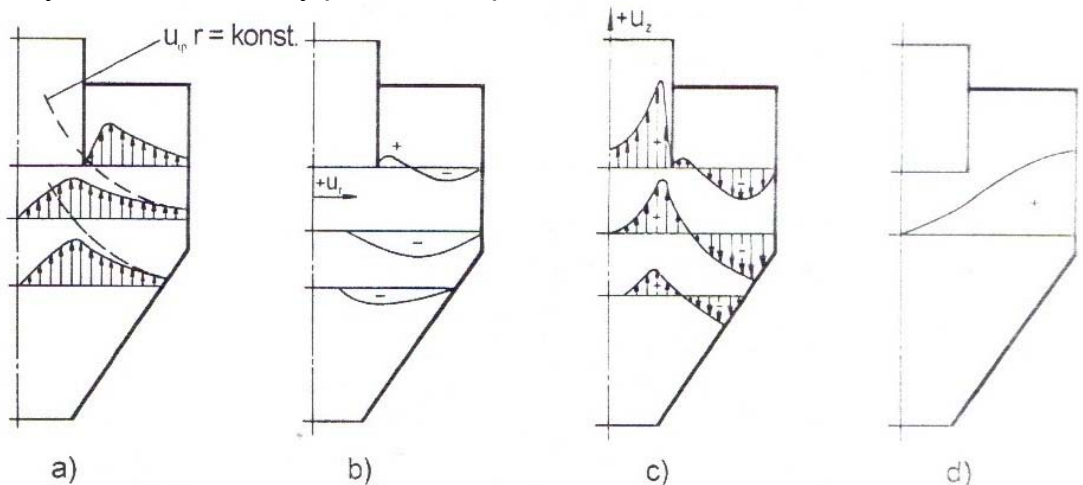 u_φ r = konst.
+u_z
+
-
+u_r
-
-
+
-
+
-
+
-
+
a) b) c) d)